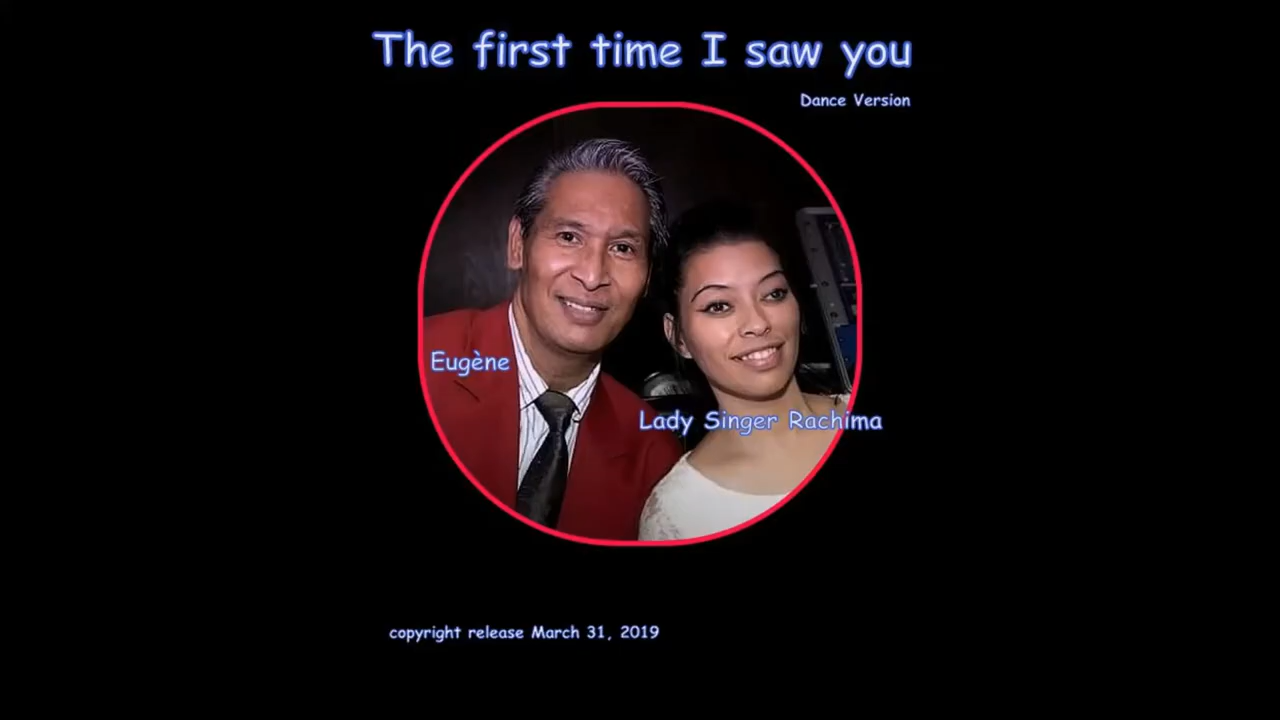 The first time I saw you
Dance Version
Eugène
Lady Singer Rachima
copyright release March 31, 2019